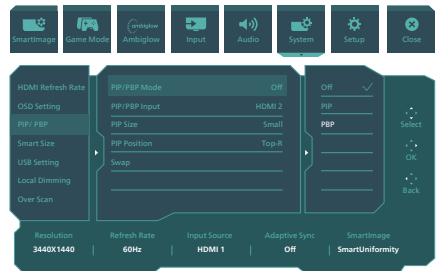 SmartImage Game Mode Ambiglow Input Audio System Setup Close
ambiglow
HDMI Refresh Rate PIP/PBP Mode Off Off
OSD Setting PIP/PBP Input HDMI 2 PIP
PIP/ PBP PIP Size Small PBP Select
Smart Size PIP Position Top-R
USB Setting Swap OK
Local Dimming
Over Scan Back
Resolution Refresh Rate Input Source Adaptive Sync SmartImage
3440X1440 | 60Hz | HDMI 1 | Off | SmartUniformity